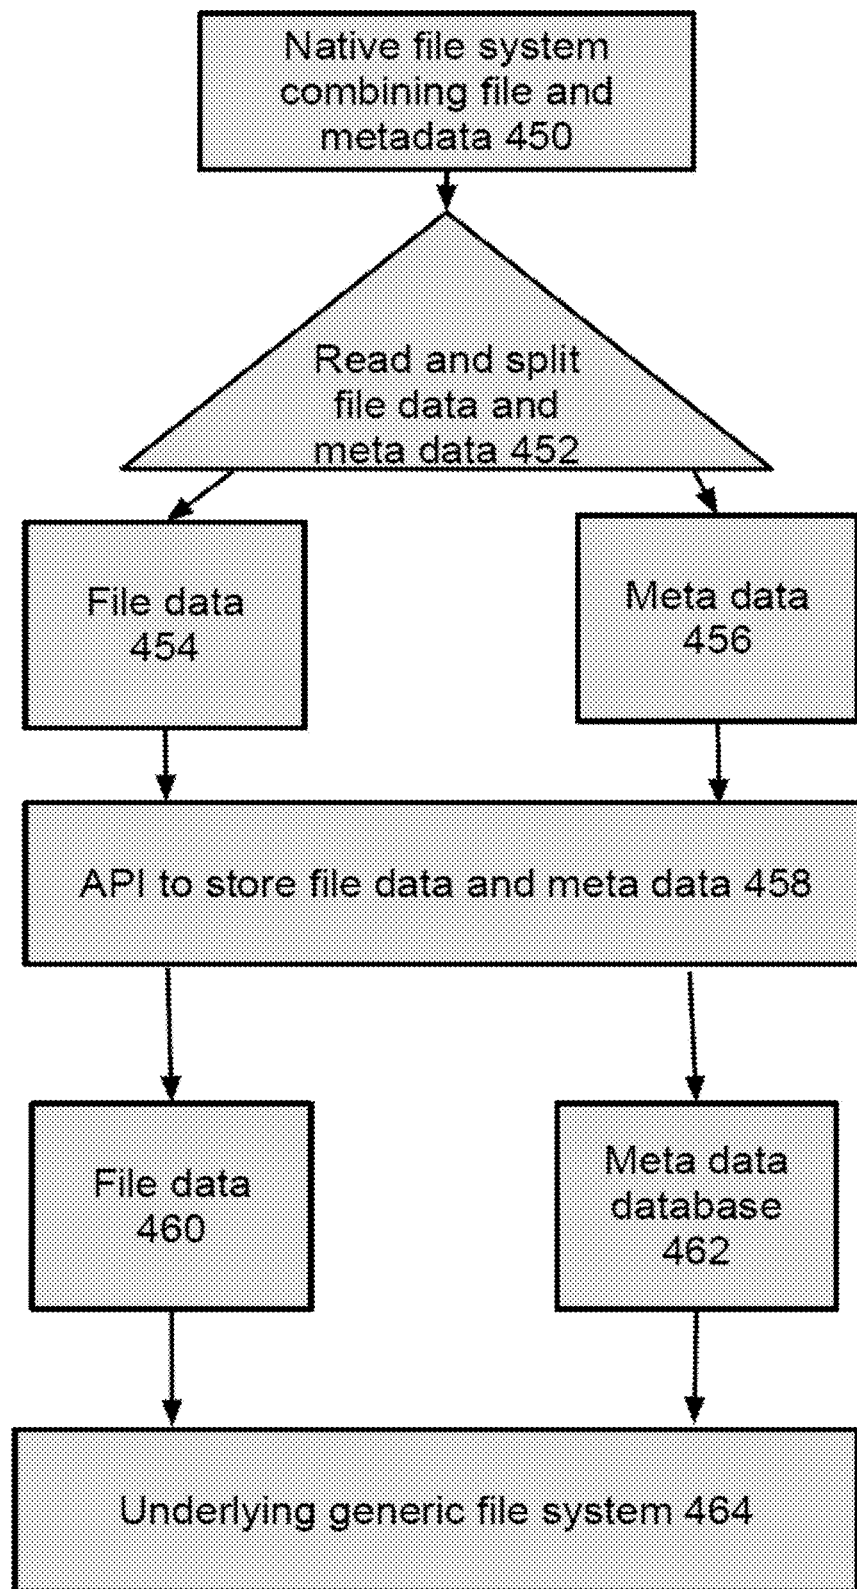 Native file system
combining file and
metadata 450
Read and split
file data and
meta data 452
File data
454
Meta data
456
API to store file data and meta data 458
File data
460
Meta data
database
462
Underlying generic file system 464